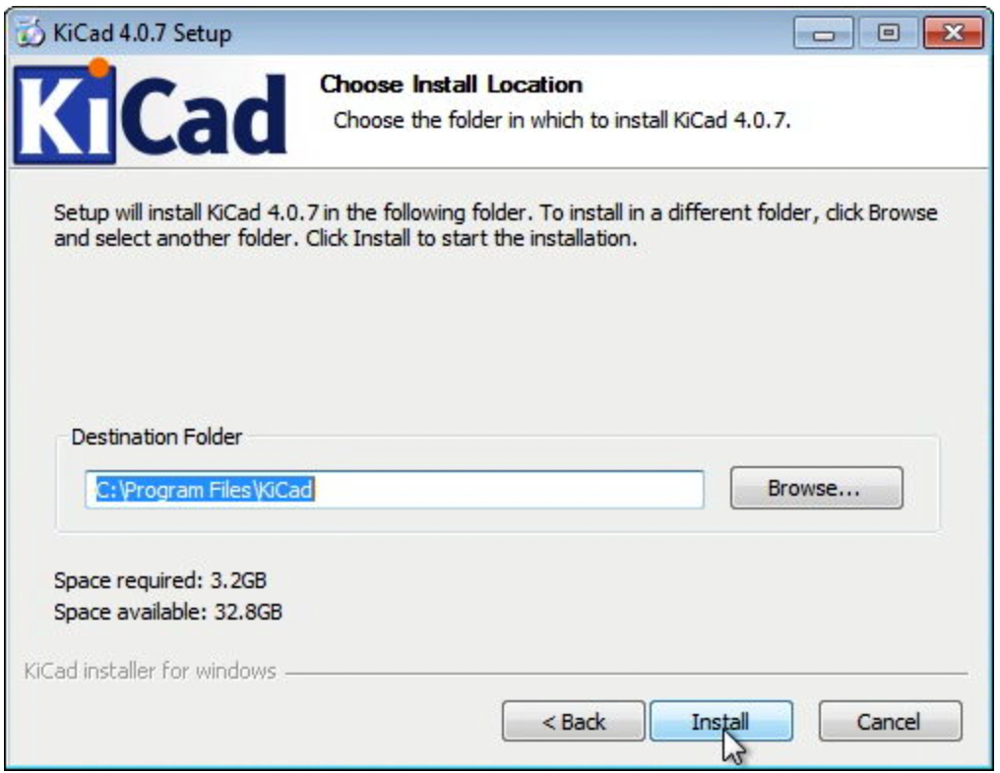 KiCad 4.0.7 Setup
KiCad
Choose Install Location
Choose the folder in which to install KiCad 4.0.7.
Setup will install KiCad 4.0.7 in the following folder. To install in a different folder, click Browse
and select another folder. Click Install to start the installation.
Destination Folder
C:\Program Files\KiCad
Browse...
Space required: 3.2GB
Space available: 32.8GB
KiCad installer for windows
< Back
Install
Cancel